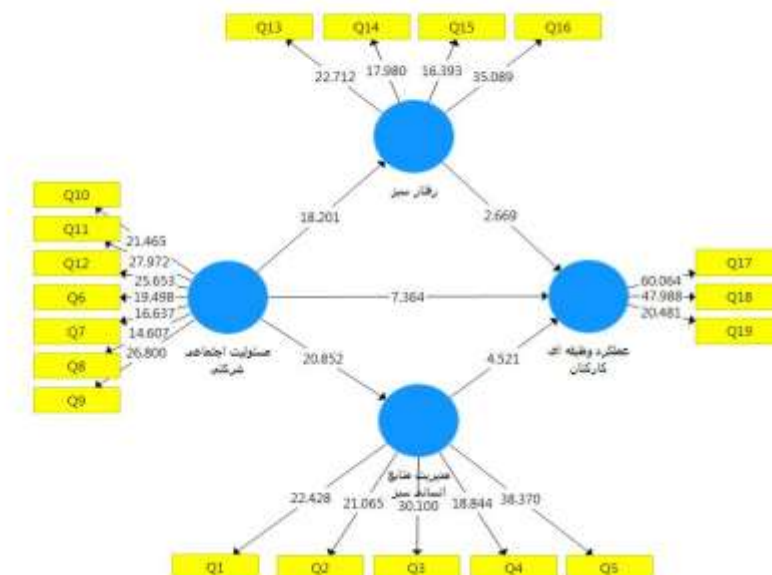 Q13 Q14 Q15 Q16
22.712 17.980 16.393 35.089
رفتار سبز
Q10
Q11
Q12
Q6
Q7
Q8
Q9
21.465
27.972
25.653
19.498
16.637
14.607
26.800
18.201
2.669
7.364
20.852
4.521
مسئولیت اجتماعی
شرکتی
Q17
Q18
Q19
60.064
47.988
20.481
عملکرد وظیفه ای
کارکنان
مدیریت منابع
انسانی سبز
22.428 21.065 30.100 18.844 38.370
Q1 Q2 Q3 Q4 Q5